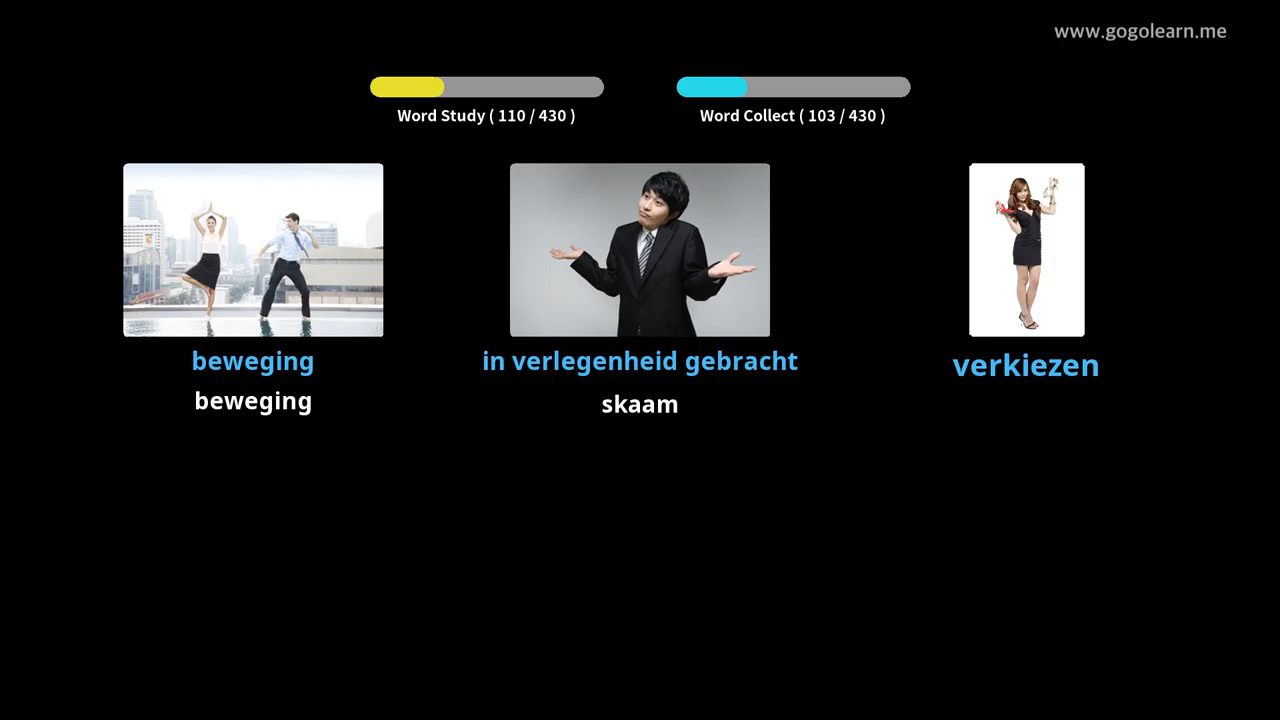 www.gogolearn.me
Word Study ( 110 / 430 )
Word Collect ( 103 / 430 )
beweging
in verlegenheid gebracht
verkiezen
beweging
skaam